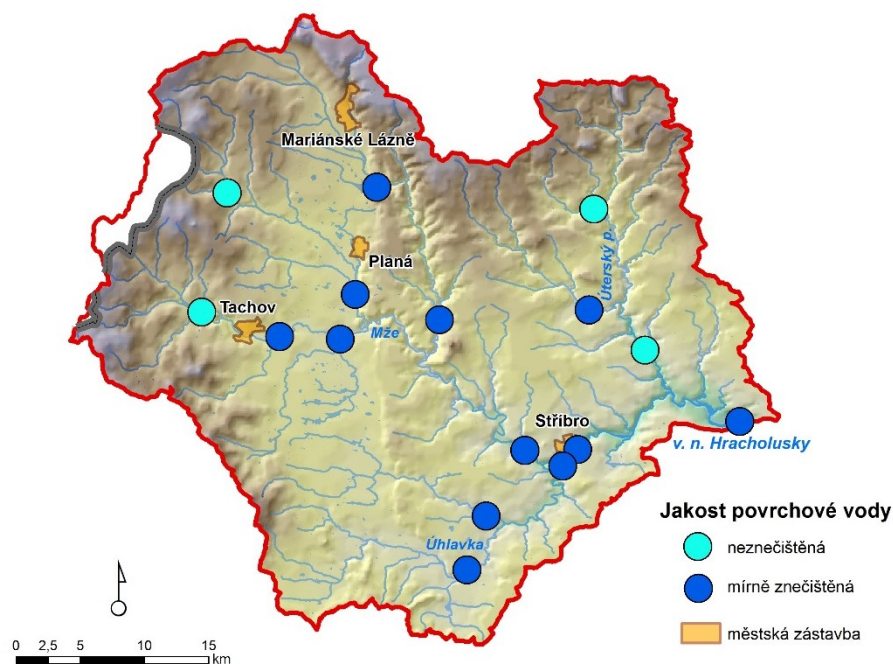 Mariánské Lázně
Planá
Úterský p.
Tachov
Mže
Stříbro
v. n. Hracholusky
Úhlavka
Jakost povrchové vody
neznečištěná
mírně znečištěná
městská zástavba
0 2,5 5 10 15
km